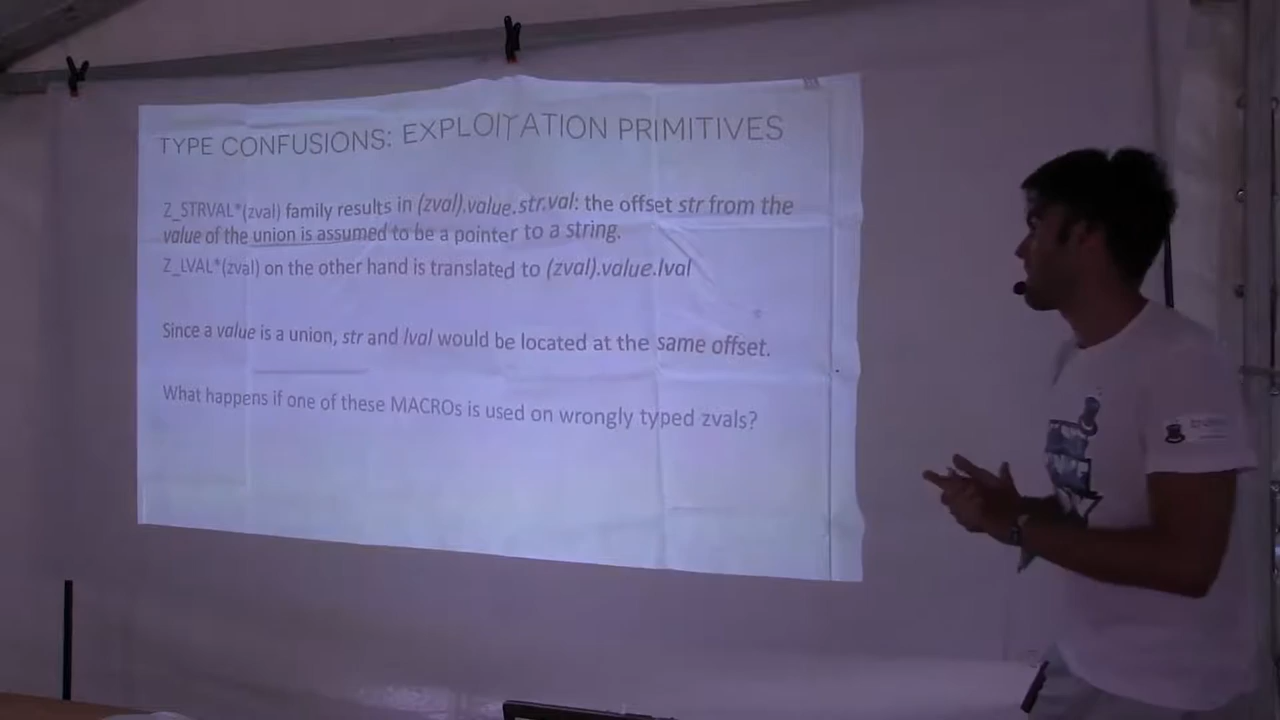 TYPE CONFUSIONS: EXPLOITATION PRIMITIVES
Z_STRVAL*(zval) family results in (zval).value.str.val: the offset str from the
value of the union is assumed to be a pointer to a string.
Z_LVAL*(zval) on the other hand is translated to (zval).value.lval
Since a value is a union, str and lval would be located at the same offset.
What happens if one of these MACROs is used on wrongly typed zvals?